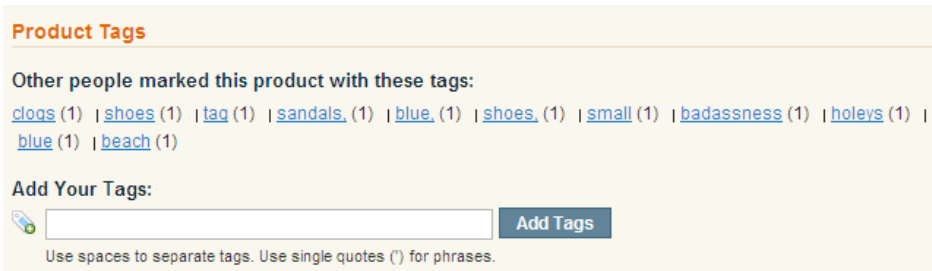 Product Tags
Other people marked this product with these tags:
clogs (1) | shoes (1) | tag (1) | sandals, (1) | blue, (1) | shoes, (1) | small (1) | badassness (1) | holeys (1) |
blue (1) | beach (1)
Add Your Tags:
Add Tags
Use spaces to separate tags. Use single quotes (') for phrases.